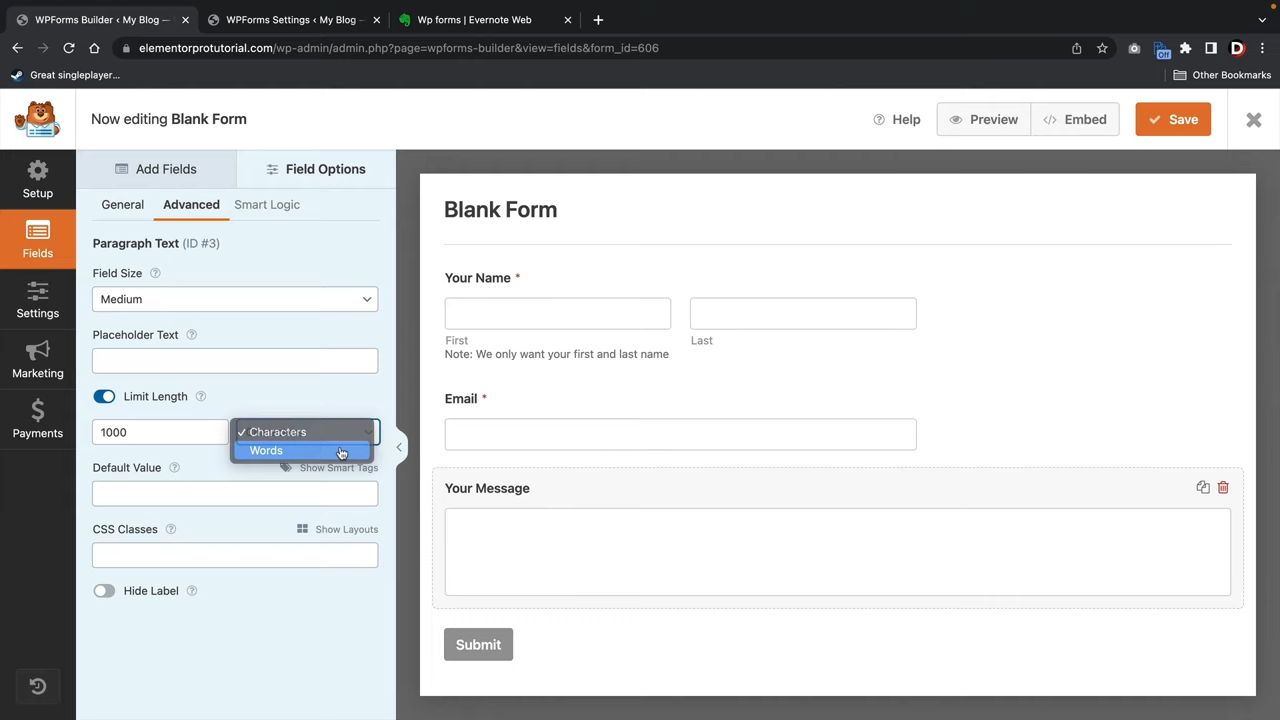 WPForms Builder ‹ My Blog —
WPForms Settings ‹ My Blog —
Wp forms | Evernote Web
elementorprotutorial.com/wp-admin/admin.php?page=wpforms-builder&view=fields&form_id=606
Off
D
Great singleplayer...
Other Bookmarks
Now editing Blank Form
Help
Preview
</> Embed
Save
Setup
Fields
Settings
Marketing
Payments
Add Fields
Field Options
General
Advanced
Smart Logic
Paragraph Text (ID #3)
Field Size
Medium
Placeholder Text
Limit Length
1000
Characters
Words
Default Value
Show Smart Tags
CSS Classes
Show Layouts
Hide Label
Blank Form
Your Name *
First
Last
Note: We only want your first and last name
Email *
Your Message
Submit